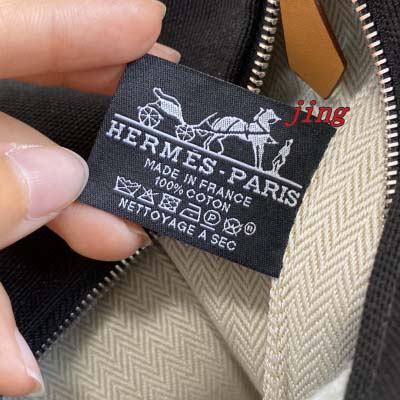 jing
HERMES-PARIS
MADE IN FRANCE
100% COTON
P W
NETTOYAGE A SEC